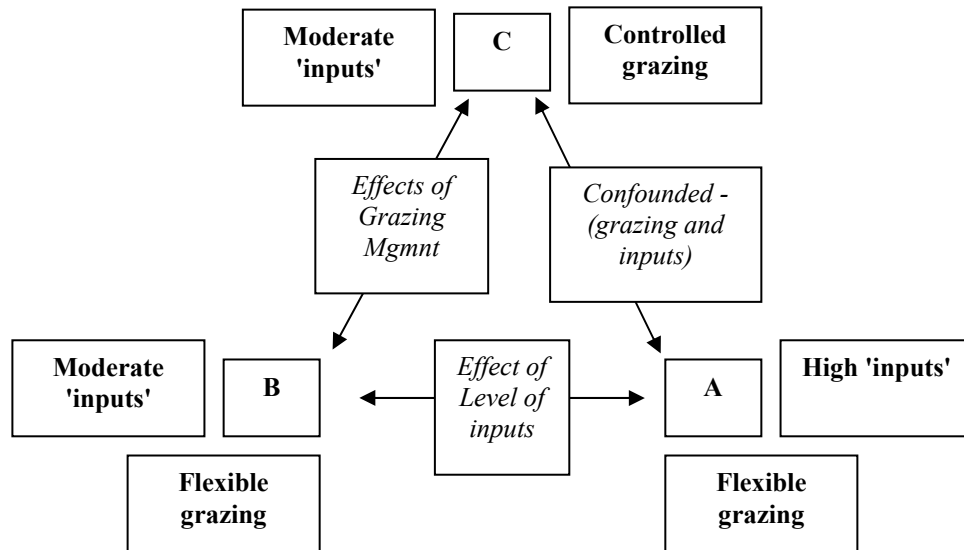 Moderate
'inputs'
C
Controlled
grazing
Effects of
Grazing
Mgmnt
Confounded -
(grazing and
inputs)
Moderate
'inputs'
B
Effect of
Level of
inputs
A
High 'inputs'
Flexible
grazing
Flexible
grazing